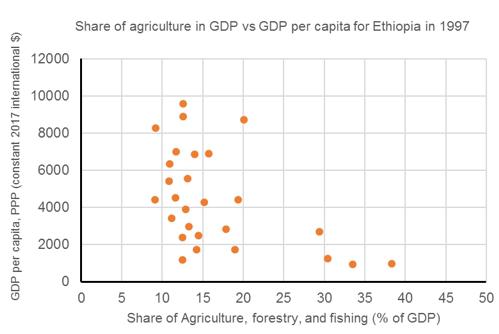 Share of agriculture in GDP vs GDP per capita for Ethiopia in 1997
GDP per capita, PPP (constant 2017 international $)
12000
10000
8000
6000
4000
2000
0
0 5 10 15 20 25 30 35 40 45 50
Share of Agriculture, forestry, and fishing (% of GDP)